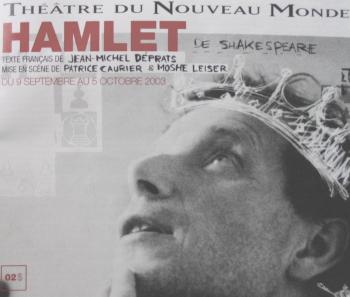 THÉÂTRE DU NOUVEAU MONDE
HAMLET
DE SHAKESPEARE
TEXTE FRANÇAIS DE JEAN-MICHEL DÉPRATS
MISE EN SCÈNE DE PATRICE CAURIER & MOSHE LEISER
DU 9 SEPTEMBRE AU 5 OCTOBRE 2003
02$